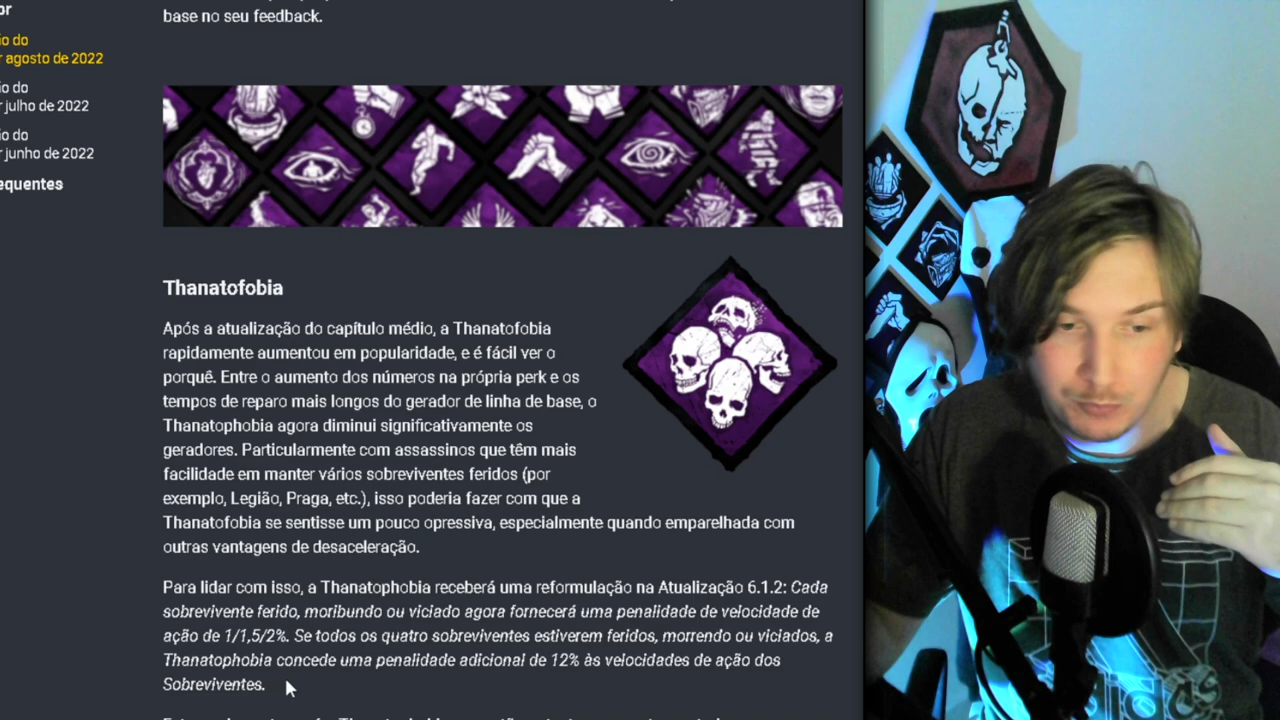 or
io do
r agosto de 2022
io do
r julho de 2022
io do
r junho de 2022
equentes
base no seu feedback.
Thanatofobia
Após a atualização do capítulo médio, a Thanatofobia
rapidamente aumentou em popularidade, e é fácil ver o
porquê. Entre o aumento dos números na própria perk e os
tempos de reparo mais longos do gerador de linha de base, o
Thanatophobia agora diminui significativamente os
geradores. Particularmente com assassinos que têm mais
facilidade em manter vários sobreviventes feridos (por
exemplo, Legião, Praga, etc.), isso poderia fazer com que a
Thanatofobia se sentisse um pouco opressiva, especialmente quando emparelhada com
outras vantagens de desaceleração.
Para lidar com isso, a Thanatophobia receberá uma reformulação na Atualização 6.1.2: Cada
sobrevivente ferido, moribundo ou viciado agora fornecerá uma penalidade de velocidade de
ação de 1/1,5/2%. Se todos os quatro sobreviventes estiverem feridos, morrendo ou viciados, a
Thanatophobia concede uma penalidade adicional de 12% às velocidades de ação dos
Sobreviventes.